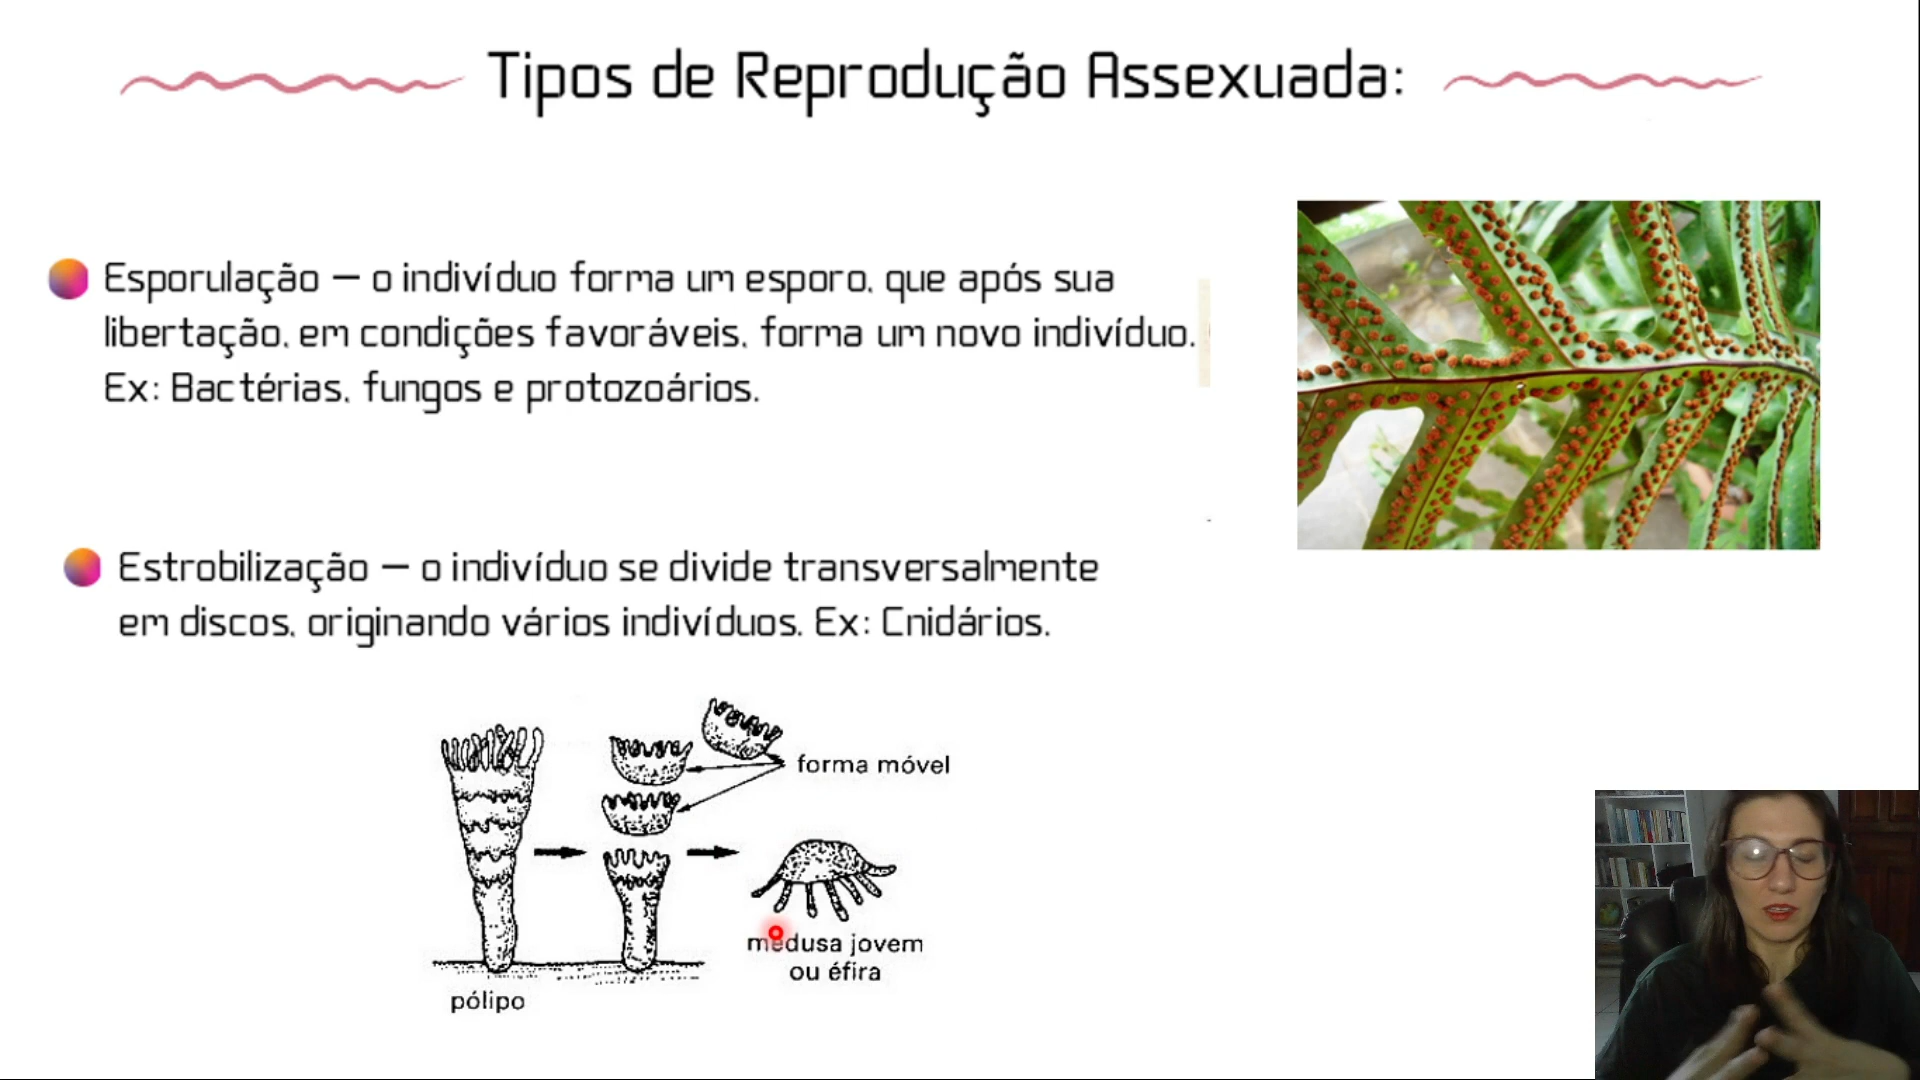 Tipos de Reprodução Assexuada:
Esporulação – o indivíduo forma um esporo, que após sua
libertação, em condições favoráveis, forma um novo indivíduo.
Ex: Bactérias, fungos e protozoários.
Estrobilização – o indivíduo se divide transversalmente
em discos, originando vários indivíduos. Ex: Cnidários.
forma móvel
medusa jovem
ou éfira
pólipo